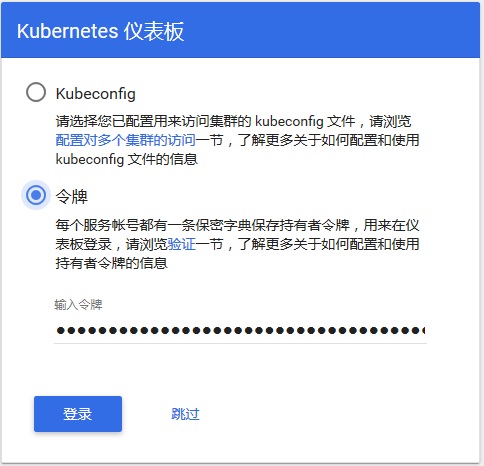 Kubernetes 仪表板
Kubeconfig
请选择您已配置用来访问集群的 kubeconfig 文件，请浏览
配置对多个集群的访问一节，了解更多关于如何配置和使用
kubeconfig 文件的信息
令牌
每个服务帐号都有一条保密字典保存持有者令牌，用来在仪
表板登录，请浏览验证一节，了解更多关于如何配置和使用
持有者令牌的信息
输入令牌
登录
跳过